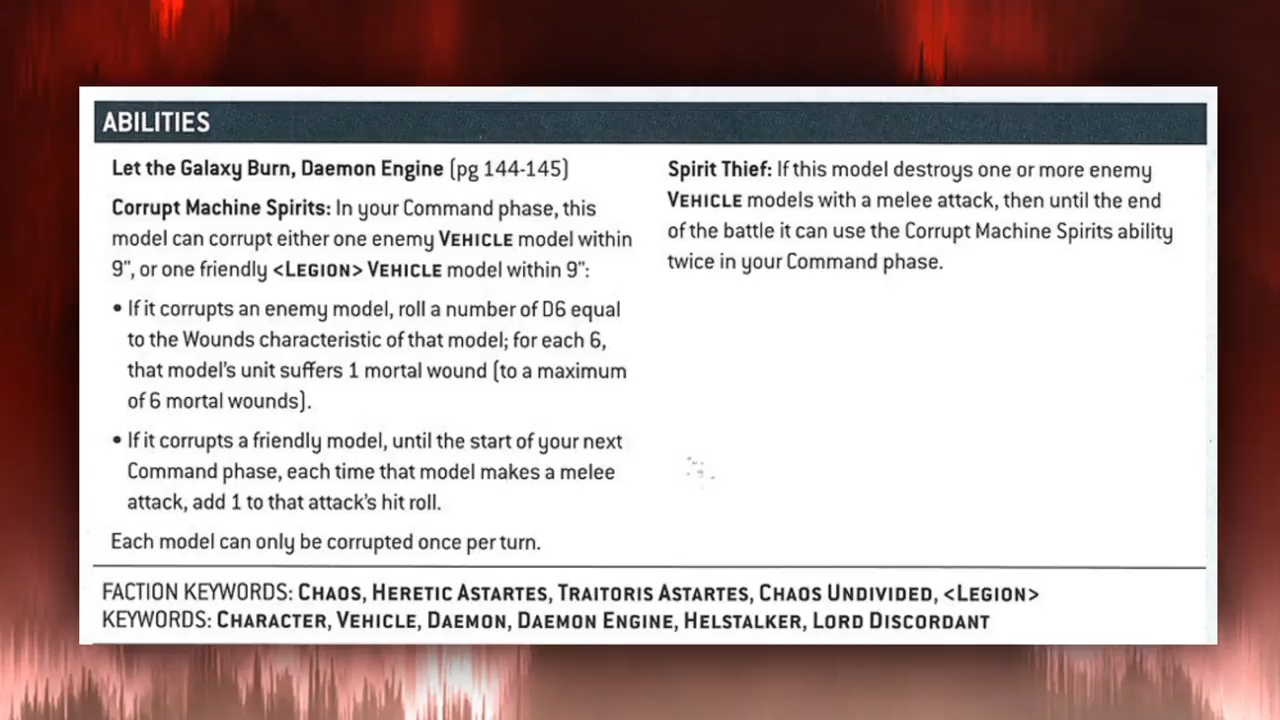 ABILITIES
Let the Galaxy Burn, Daemon Engine (pg 144-145)
Corrupt Machine Spirits: In your Command phase, this
model can corrupt either one enemy VEHICLE model within
9", or one friendly <LEGION> VEHICLE model within 9":
• If it corrupts an enemy model, roll a number of D6 equal
to the Wounds characteristic of that model; for each 6,
that model's unit suffers 1 mortal wound (to a maximum
of 6 mortal wounds).
• If it corrupts a friendly model, until the start of your next
Command phase, each time that model makes a melee
attack, add 1 to that attack's hit roll.
Each model can only be corrupted once per turn.
Spirit Thief: If this model destroys one or more enemy
VEHICLE models with a melee attack, then until the end
of the battle it can use the Corrupt Machine Spirits ability
twice in your Command phase.
FACTION KEYWORDS: CHAOS, HERETIC ASTARTES, TRAITORIS ASTARTES, CHAOS UNDIVIDED, <LEGION>
KEYWORDS: CHARACTER, VEHICLE, DAEMON, DAEMON ENGINE, HELSTALKER, LORD DISCORDANT